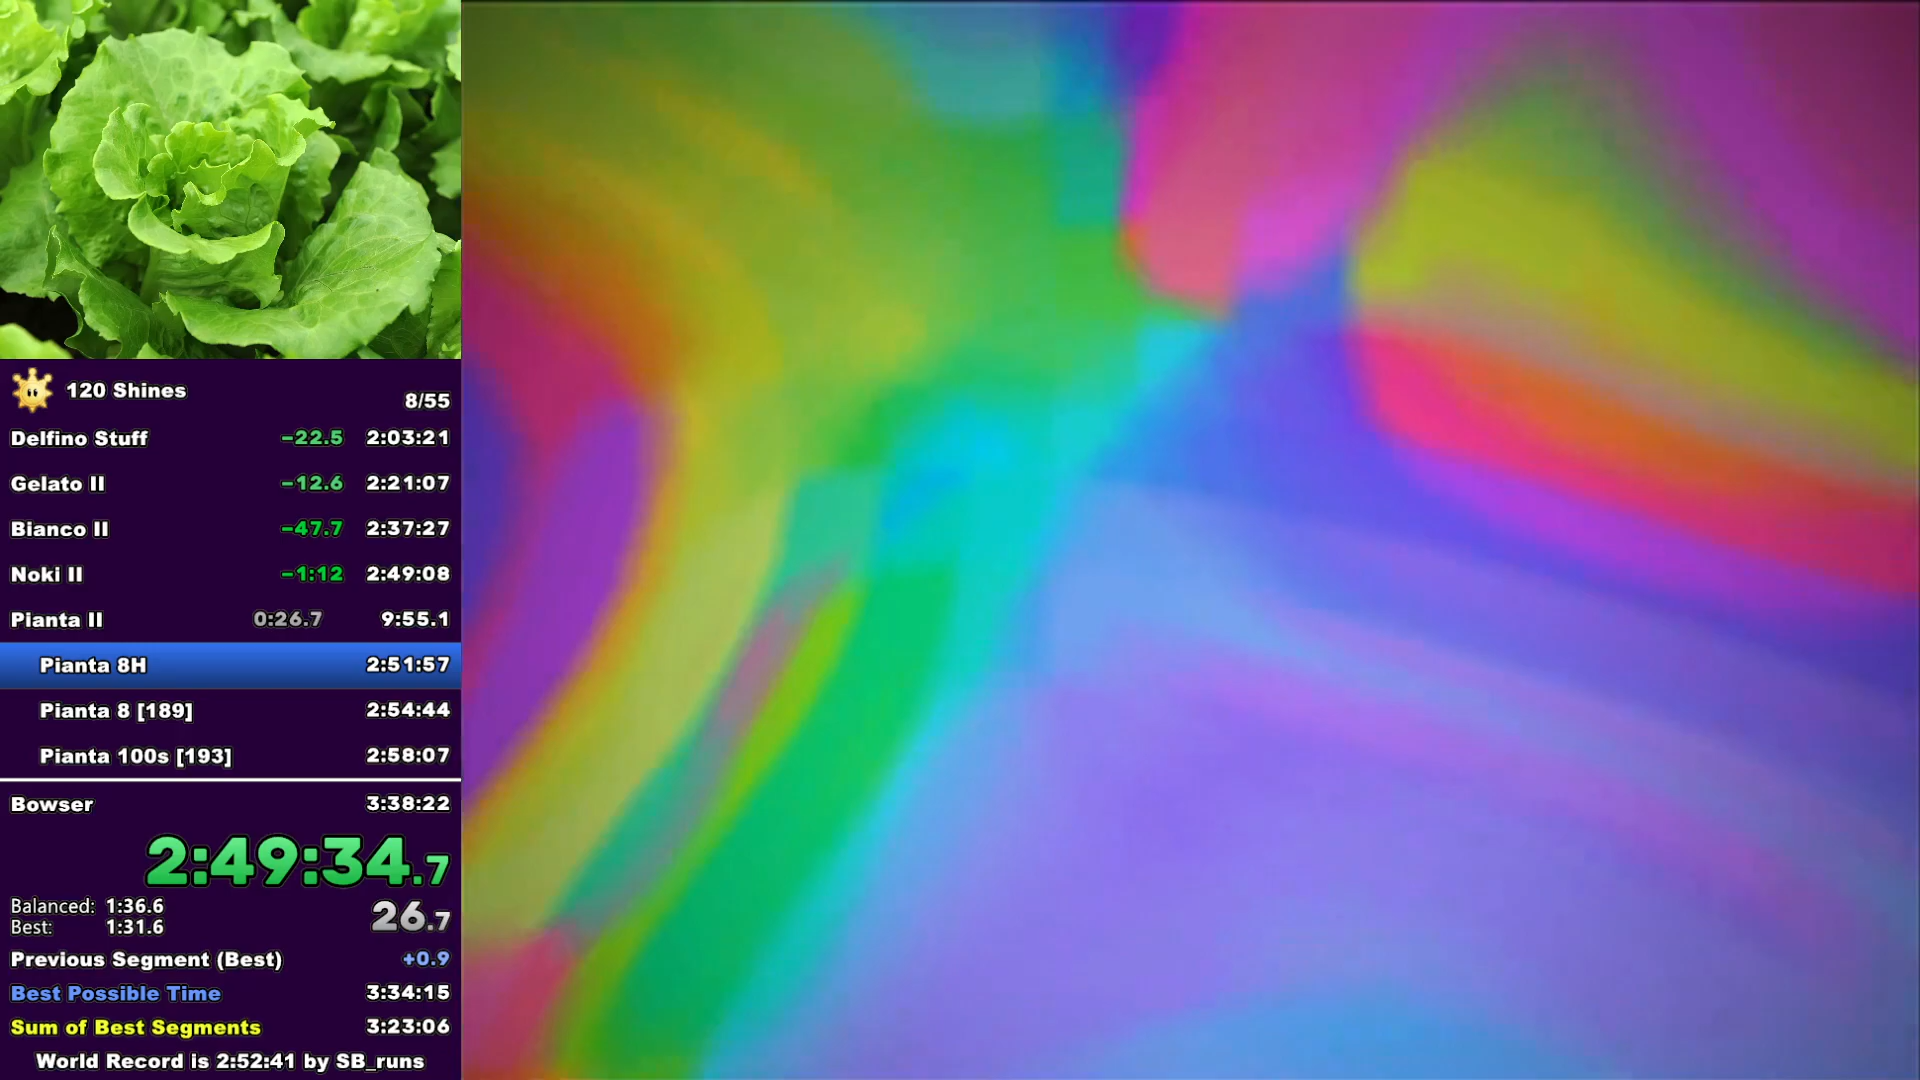 120 Shines
8/55
Delfino Stuff -22.5 2:03:21
Gelato II -12.6 2:21:07
Bianco II -47.7 2:37:27
Noki II -1:12 2:49:08
Pianta II 0:26.7 9:55.1
Pianta 8H 2:51:57
Pianta 8 [189] 2:54:44
Pianta 100s [193] 2:58:07
Bowser 3:38:22
2:49:34.7
Balanced: 1:36.6
Best: 1:31.6
26.7
Previous Segment (Best) +0.9
Best Possible Time 3:34:15
Sum of Best Segments 3:23:06
World Record is 2:52:41 by SB_runs